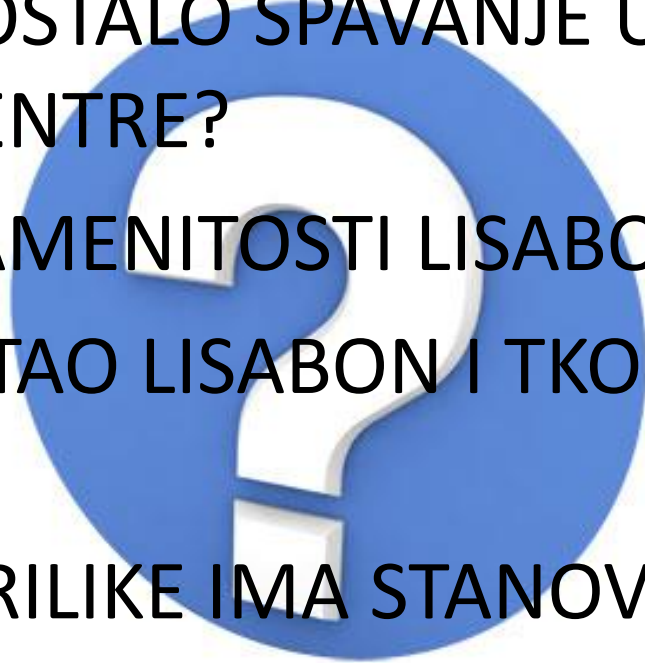 OSTALO SPAVANJE U
ENTRE?
AMENITOSTI LISABO
TAO LISABON I TKO
RILIKE IMA STANOV